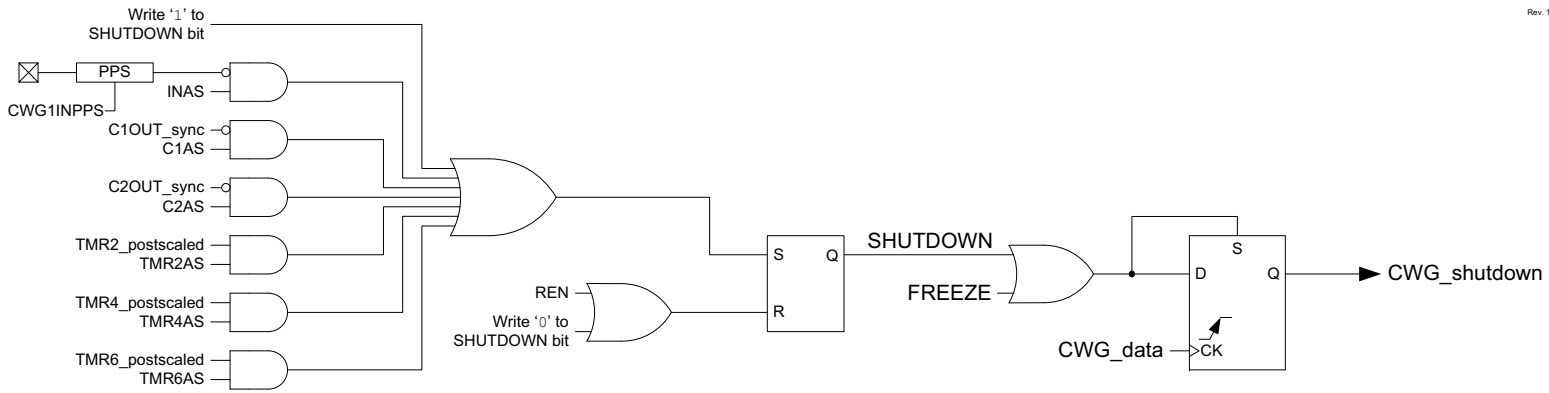 Rev. 1
Write ‘1’ to
SHUTDOWN bit
PPS
INAS
CWG1INPPS
C1OUT_sync
C1AS
C2OUT_sync
C2AS
TMR2_postscaled
TMR2AS
TMR4_postscaled
TMR4AS
TMR6_postscaled
TMR6AS
REN
Write ‘0’ to
SHUTDOWN bit
S
Q
R
SHUTDOWN
FREEZE
S
D
Q
CK
CWG_data
CWG_shutdown